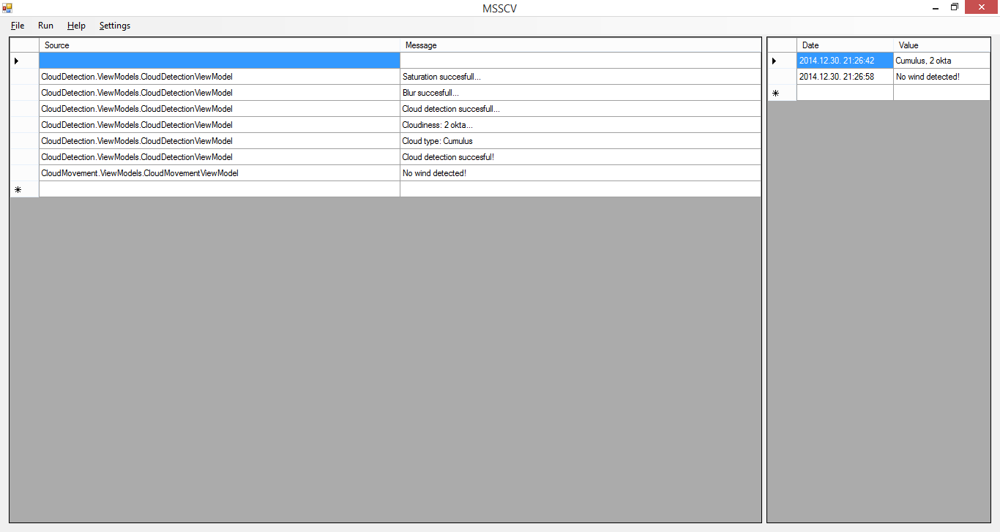 MSSCV
File Run Help Settings
Source Message
CloudDetection.ViewModels.CloudDetectionViewModel Saturation succesfull...
CloudDetection.ViewModels.CloudDetectionViewModel Blur succesfull...
CloudDetection.ViewModels.CloudDetectionViewModel Cloud detection succesfull...
CloudDetection.ViewModels.CloudDetectionViewModel Cloudiness: 2 okta...
CloudDetection.ViewModels.CloudDetectionViewModel Cloud type: Cumulus
CloudDetection.ViewModels.CloudDetectionViewModel Cloud detection succesful!
CloudMovement.ViewModels.CloudMovementViewModel No wind detected!
Date Value
2014.12.30. 21:26:42 Cumulus, 2 okta
2014.12.30. 21:26:58 No wind detected!